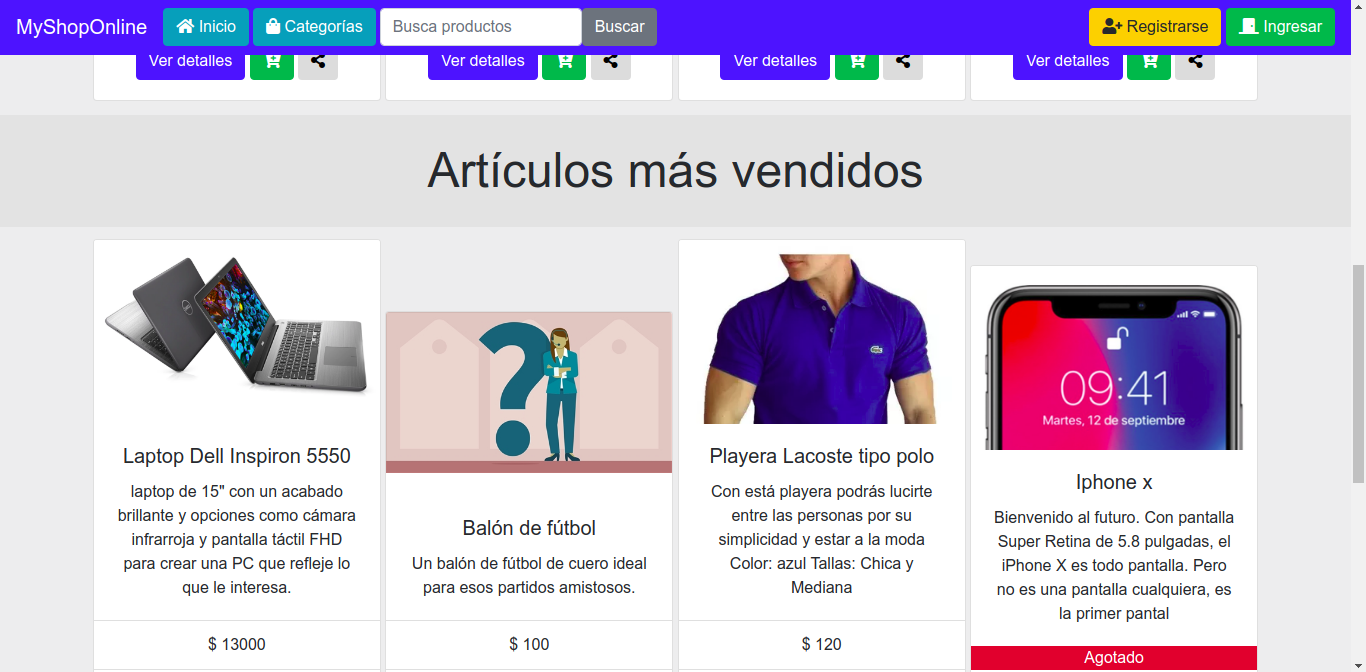 MyShopOnline Inicio Categorías Busca productos Buscar Registrarse Ingresar
Ver detalles Ver detalles Ver detalles Ver detalles
Artículos más vendidos
Laptop Dell Inspiron 5550
laptop de 15" con un acabado
brillante y opciones como cámara
infrarroja y pantalla táctil FHD
para crear una PC que refleje lo
que le interesa.
$ 13000
Balón de fútbol
Un balón de fútbol de cuero ideal
para esos partidos amistosos.
$ 100
Playera Lacoste tipo polo
Con está playera podrás lucirte
entre las personas por su
simplicidad y estar a la moda
Color: azul Tallas: Chica y
Mediana
$ 120
09:41
Martes, 12 de septiembre
Iphone x
Bienvenido al futuro. Con pantalla
Super Retina de 5.8 pulgadas, el
iPhone X es todo pantalla. Pero
no es una pantalla cualquiera, es
la primer pantal
Agotado